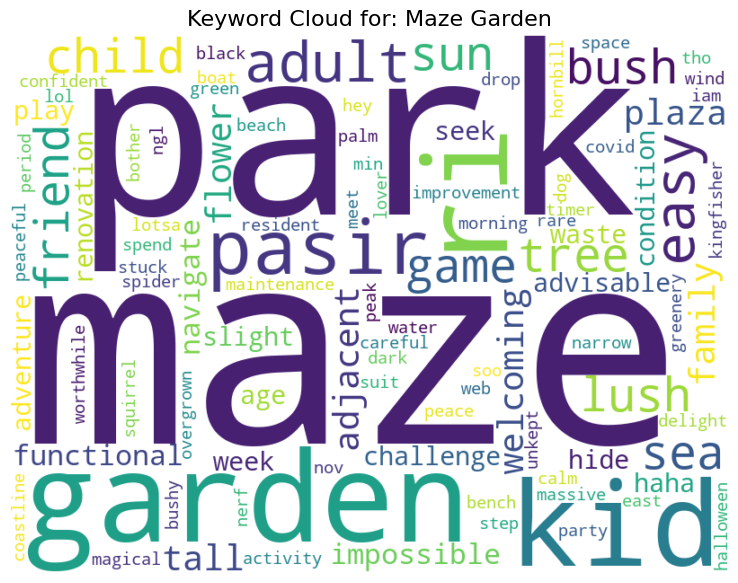 Keyword Cloud for: Maze Garden
child
black
adult
sun
space
tho
confident
boat
drop
bush
wind
lol
green
hornbill
iam
play
park
hey
plaza
period
friend
renovation
bother
ngl
flower
beach
palm
seek
covid
easy
min
ri
condition
lover
improvement
dog
timer
kingfisher
peaceful
lotsa
resident
meet
morning
rare
spend
navigate
pasir
waste
stuck
game
tree
spider
maintenance
advisable
family
adventure
maze
peak
water
welcoming
greenery
worthwhile
squirrel
slight
adjacent
careful
narrow
dark
suit
soo
web
age
lush
overgrown
peace
delight
functional
week
nov
challenge
unkept
hide
sea
coastline
garden
bushy
nerf
bench
calm
haha
massive
east
kid
step
party
halloween
magical
tall
activity
impossible